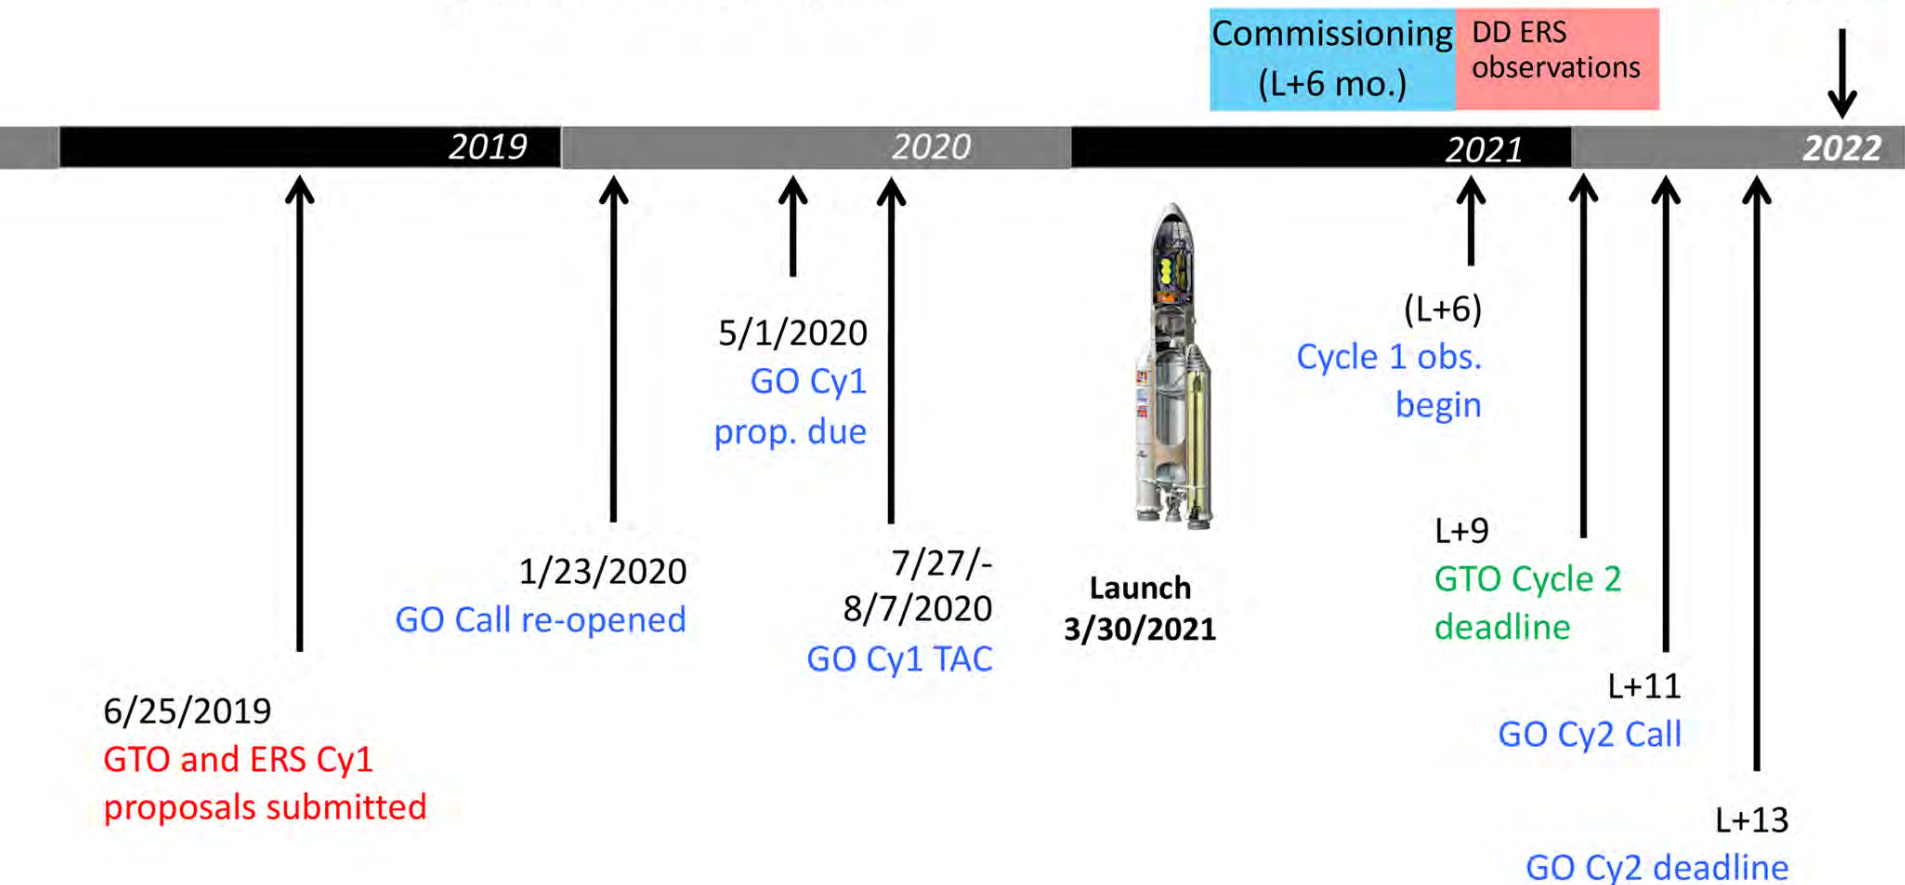 Commissioning
(L+6 mo.)
DD ERS
observations
2019
2020
2021
2022
5/1/2020
GO Cy1
prop. due
(L+6)
Cycle 1 obs.
begin
1/23/2020
GO Call re-opened
7/27/-
8/7/2020
GO Cy1 TAC
Launch
3/30/2021
L+9
GTO Cycle 2
deadline
6/25/2019
GTO and ERS Cy1
proposals submitted
L+11
GO Cy2 Call
L+13
GO Cy2 deadline